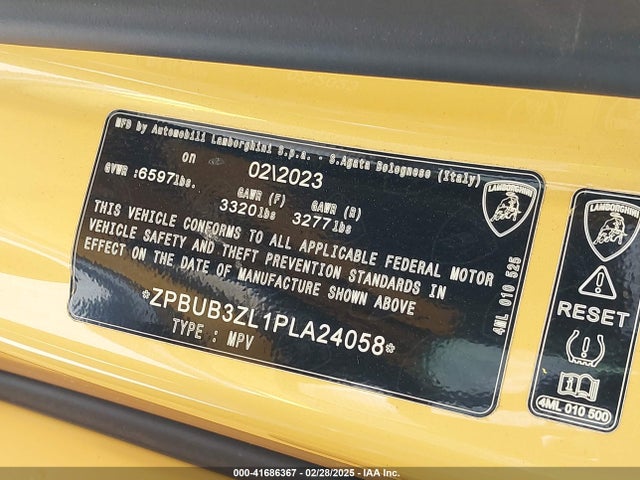 MFD by Automobili Lamborghini S.p.A. - S.Agata Bolognese (Italy)
on 02\2023
GVWR :6597lbs.
GAWR (F) GAWR (R)
3320lbs 3277lbs
THIS VEHICLE CONFORMS TO ALL APPLICABLE FEDERAL MOTOR
VEHICLE SAFETY AND THEFT PREVENTION STANDARDS IN
EFFECT ON THE DATE OF MANUFACTURE SHOWN ABOVE
*ZPBUB3ZL1PLA24058*
TYPE : MPV
4ML 010 525
LAMBORGHINI
LAMBORGHINI
RESET
4ML 010 500
000-41686367 - 02/28/2025 - IAA Inc.